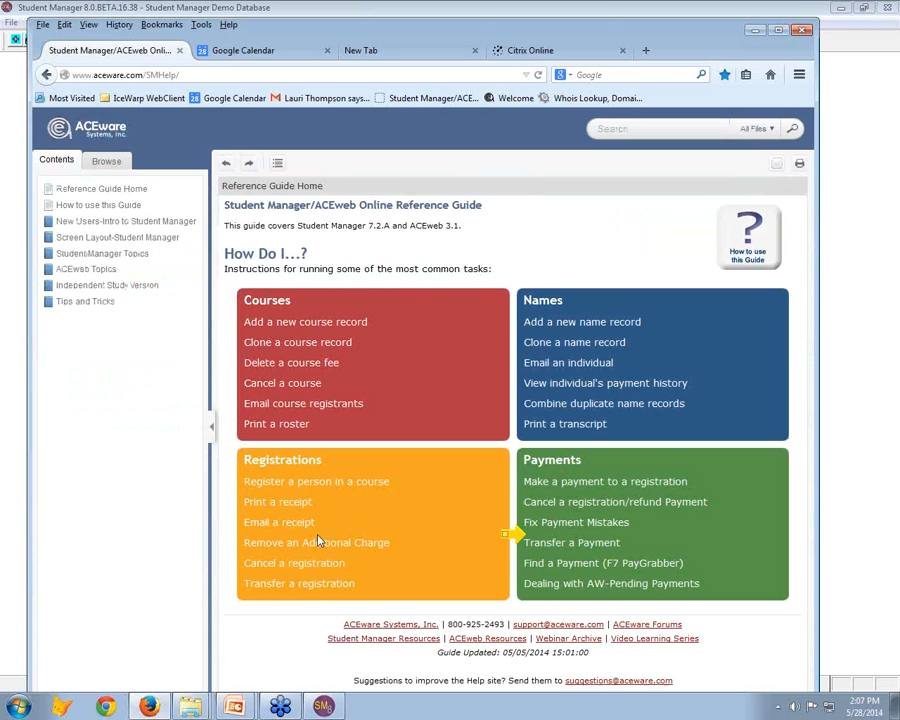 Student Manager 8.0.BETA.16.38 - Student Manager Demo Database
File
File Edit View History Bookmarks Tools Help
Student Manager/ACEweb Onli...
28 Google Calendar
New Tab
Citrix Online
www.aceware.com/SMHelp/
Google
Most Visited
IceWarp WebClient
28 Google Calendar
Lauri Thompson says...
Student Manager/ACE...
Welcome
Whois Lookup, Domai...
ACEware
Systems, Inc.
Search
All Files
Contents
Browse
Reference Guide Home
How to use this Guide
New Users-Intro to Student Manager
Screen Layout-Student Manager
Student Manager Topics
ACEweb Topics
Independent Study Version
Tips and Tricks
Reference Guide Home
Student Manager/ACEweb Online Reference Guide
This guide covers Student Manager 7.2.A and ACEweb 3.1.
?
How to use
this Guide
How Do I...?
Instructions for running some of the most common tasks:
Courses
Add a new course record
Clone a course record
Delete a course fee
Cancel a course
Email course registrants
Print a roster
Names
Add a new name record
Clone a name record
Email an individual
View individual's payment history
Combine duplicate name records
Print a transcript
Registrations
Register a person in a course
Print a receipt
Email a receipt
Remove an Additional Charge
Cancel a registration
Transfer a registration
Payments
Make a payment to a registration
Cancel a registration/refund Payment
Fix Payment Mistakes
Transfer a Payment
Find a Payment (F7 PayGrabber)
Dealing with AW-Pending Payments
ACEware Systems, Inc. | 800-925-2493 | support@aceware.com | ACEware Forums
Student Manager Resources | ACEweb Resources | Webinar Archive | Video Learning Series
Guide Updated: 05/05/2014 15:01:00
Suggestions to improve the Help site? Send them to suggestions@aceware.com
SM8
2:07 PM
5/28/2014